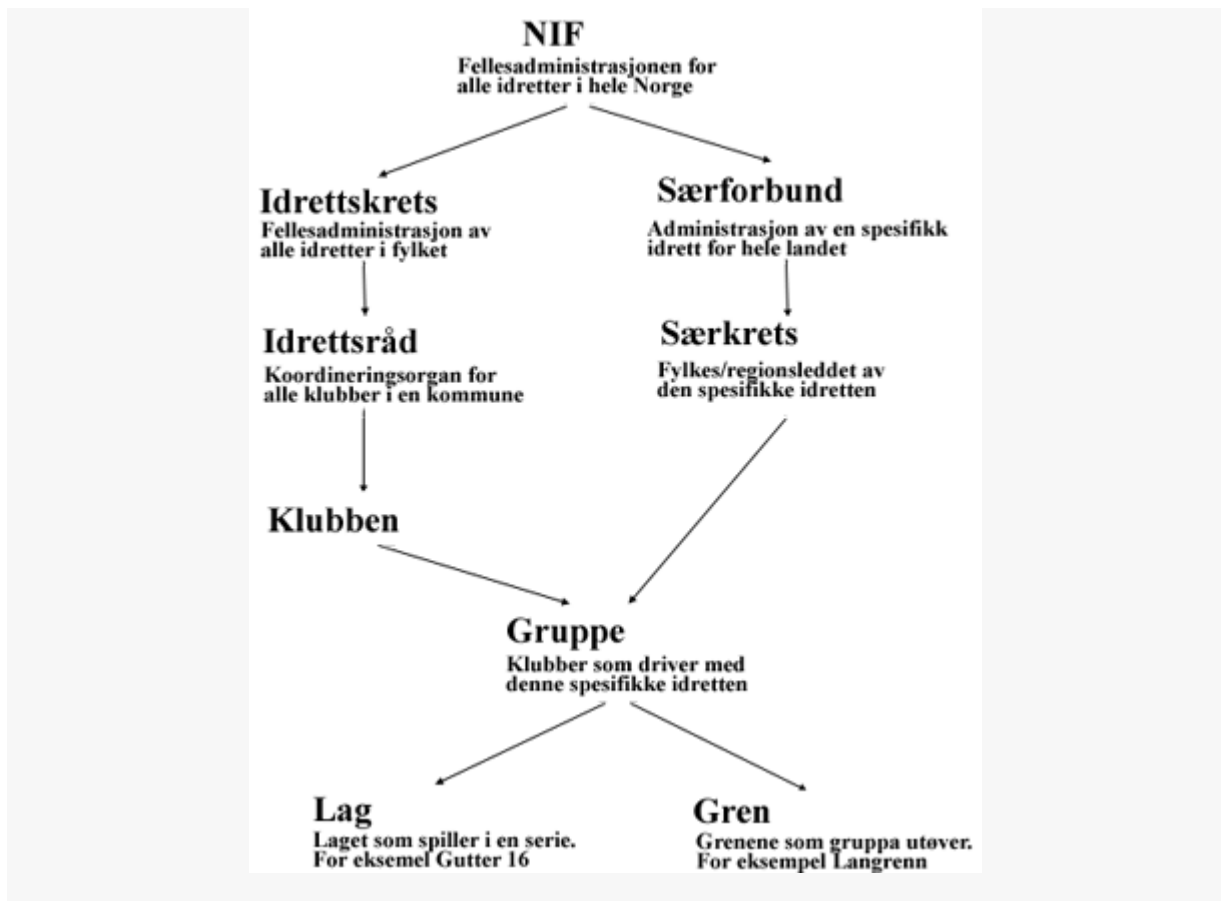 NIF
Fellesadministrasjonen for
alle idretter i hele Norge
Idrettskrets
Fellesadministrasjon av
alle idretter i fylket
Særforbund
Administrasjon av en spesifikk
idrett for hele landet
Idrettsråd
Koordineringsorgan for
alle klubber i en kommune
Særkrets
Fylkes/regionsleddet av
den spesifikke idretten
Klubben
Gruppe
Klubber som driver med
denne spesifikke idretten
Lag
Laget som spiller i en serie.
For eksemel Gutter 16
Gren
Grenene som gruppa utøver.
For eksempel Langrenn